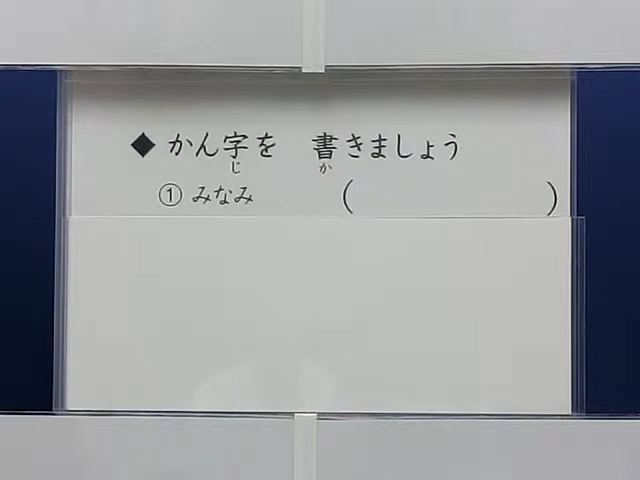 ◆ かん字を 書きましょう
じ か
① みなみ ( )